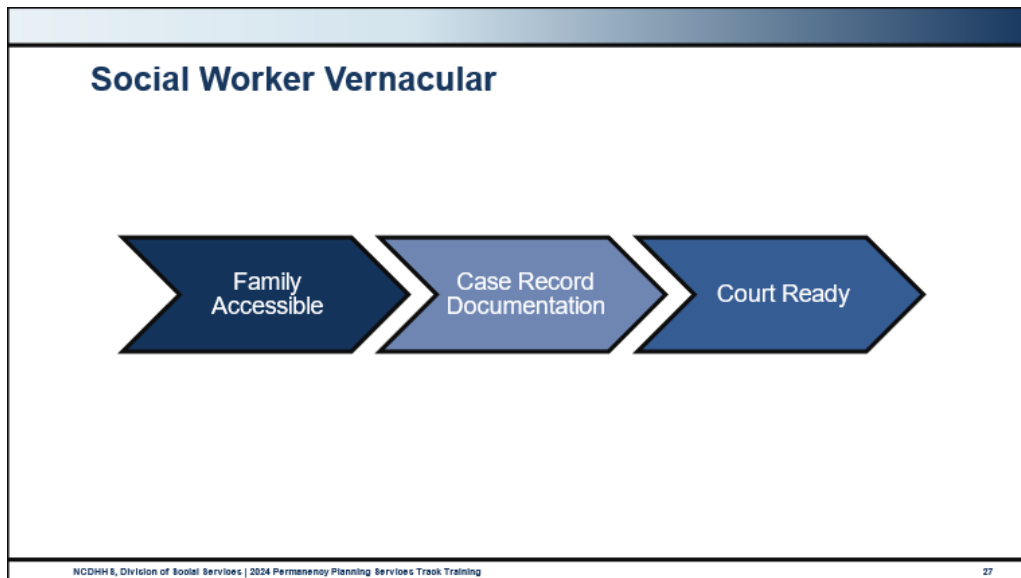 Social Worker Vernacular
Family
Accessible
Case Record
Documentation
Court Ready
NCDHHS, Division of Social Services | 2024 Permanency Planning Services Track Training
27